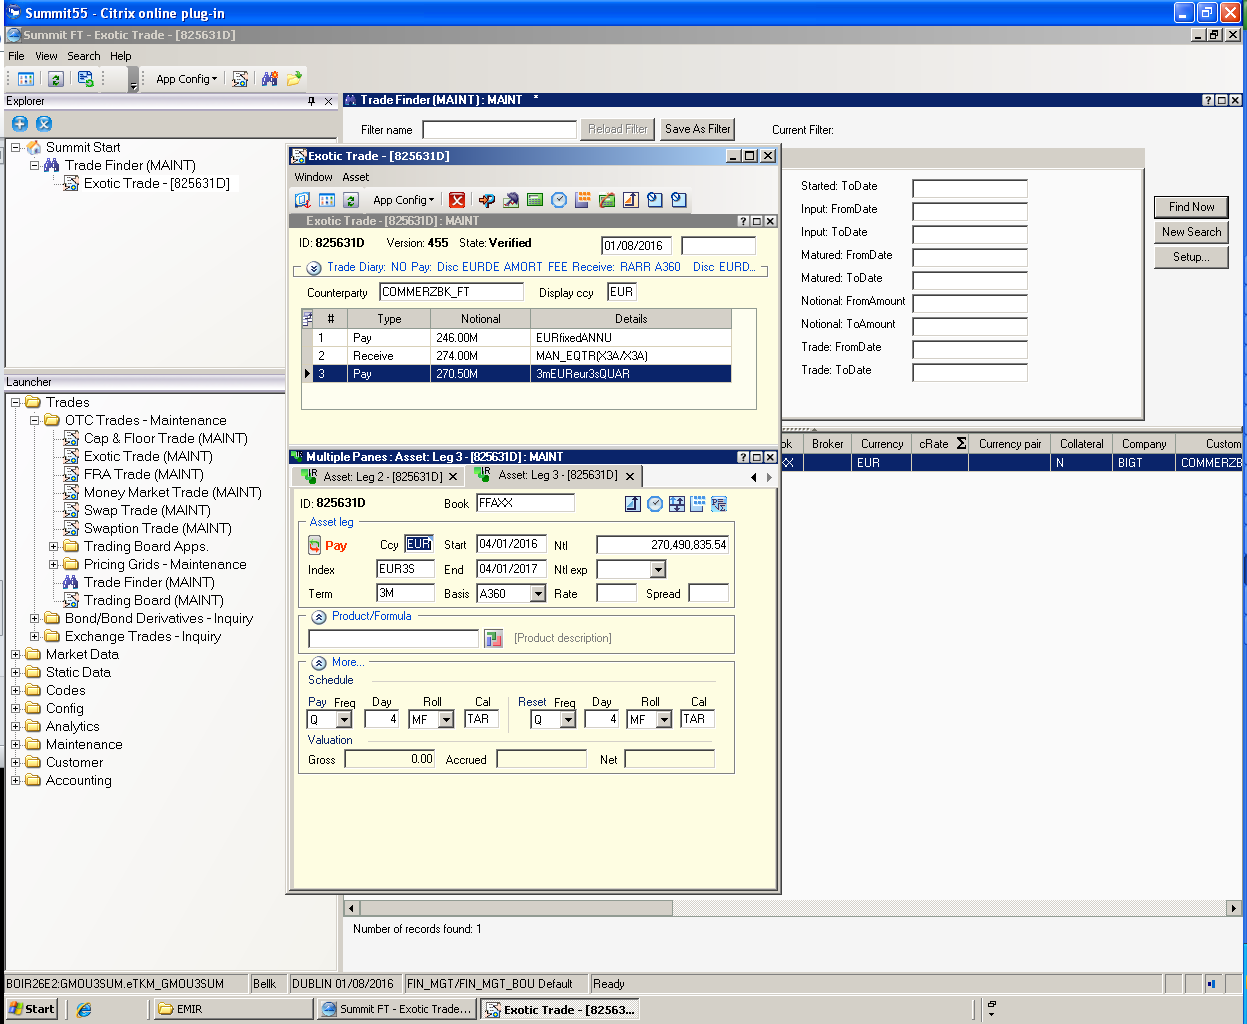 Summit55 - Citrix online plug-in
Summit FT - Exotic Trade - [825631D]
File View Search Help
App Config
Explorer
Summit Start
Trade Finder (MAINT)
Exotic Trade - [825631D]
Trade Finder (MAINT) : MAINT *
Filter name Reload Filter Save As Filter Current Filter:
Started: ToDate
Input: FromDate
Input: ToDate
Matured: FromDate
Matured: ToDate
Notional: FromAmount
Notional: ToAmount
Trade: FromDate
Trade: ToDate
Find Now
New Search
Setup...
Exotic Trade - [825631D]
Window Asset
App Config
Exotic Trade - [825631D] : MAINT
ID: 825631D Version: 455 State: Verified 01/08/2016
Trade Diary: NO Pay: Disc EURDE AMORT FEE Receive: RARR A360 Disc EURD...
Counterparty COMMERZBK_FT Display ccy EUR
# Type Notional Details
1 Pay 246.00M EURfixedANNU
2 Receive 274.00M MAN_EQTR(X3A/X3A)
3 Pay 270.50M 3mEUReur3sQUAR
Multiple Panes : Asset: Leg 3 - [825631D] : MAINT
Asset: Leg 2 - [825631D] Asset: Leg 3 - [825631D]
ID: 825631D Book FFAXX
Asset leg
Pay Ccy EUR Start 04/01/2016 Ntl 270,490,835.54
Index EUR3S End 04/01/2017 Ntl exp
Term 3M Basis A360 Rate Spread
Product/Formula
[Product description]
More...
Schedule
Pay Freq Day Roll Cal Reset Freq Day Roll Cal
Q 4 MF TAR Q 4 MF TAR
Valuation
Gross 0.00 Accrued Net
ok Broker Currency cRate Σ Currency pair Collateral Company Custom
XX EUR N BIGT COMMERZB
Number of records found: 1
Launcher
Trades
OTC Trades - Maintenance
Cap & Floor Trade (MAINT)
Exotic Trade (MAINT)
FRA Trade (MAINT)
Money Market Trade (MAINT)
Swap Trade (MAINT)
Swaption Trade (MAINT)
Trading Board Apps.
Pricing Grids - Maintenance
Trade Finder (MAINT)
Trading Board (MAINT)
Bond/Bond Derivatives - Inquiry
Exchange Trades - Inquiry
Market Data
Static Data
Codes
Config
Analytics
Maintenance
Customer
Accounting
BOIR26E2:GMOU3SUM.eTKM_GMOU3SUM Bellk DUBLIN 01/08/2016 FIN_MGT/FIN_MGT_BOU Default Ready
Start EMIR Summit FT - Exotic Trade... Exotic Trade - [82563...